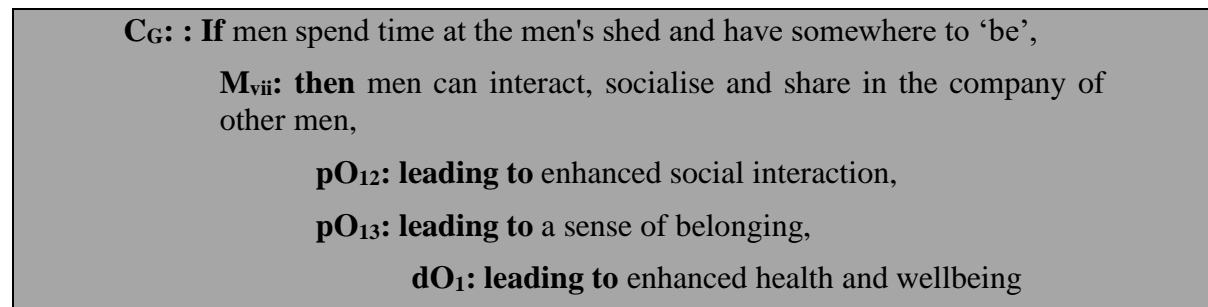 C_G: : If men spend time at the men's shed and have somewhere to ‘be’,
M_vii: then men can interact, socialise and share in the company of
other men,
pO₁₂: leading to enhanced social interaction,
pO₁₃: leading to a sense of belonging,
dO₁: leading to enhanced health and wellbeing